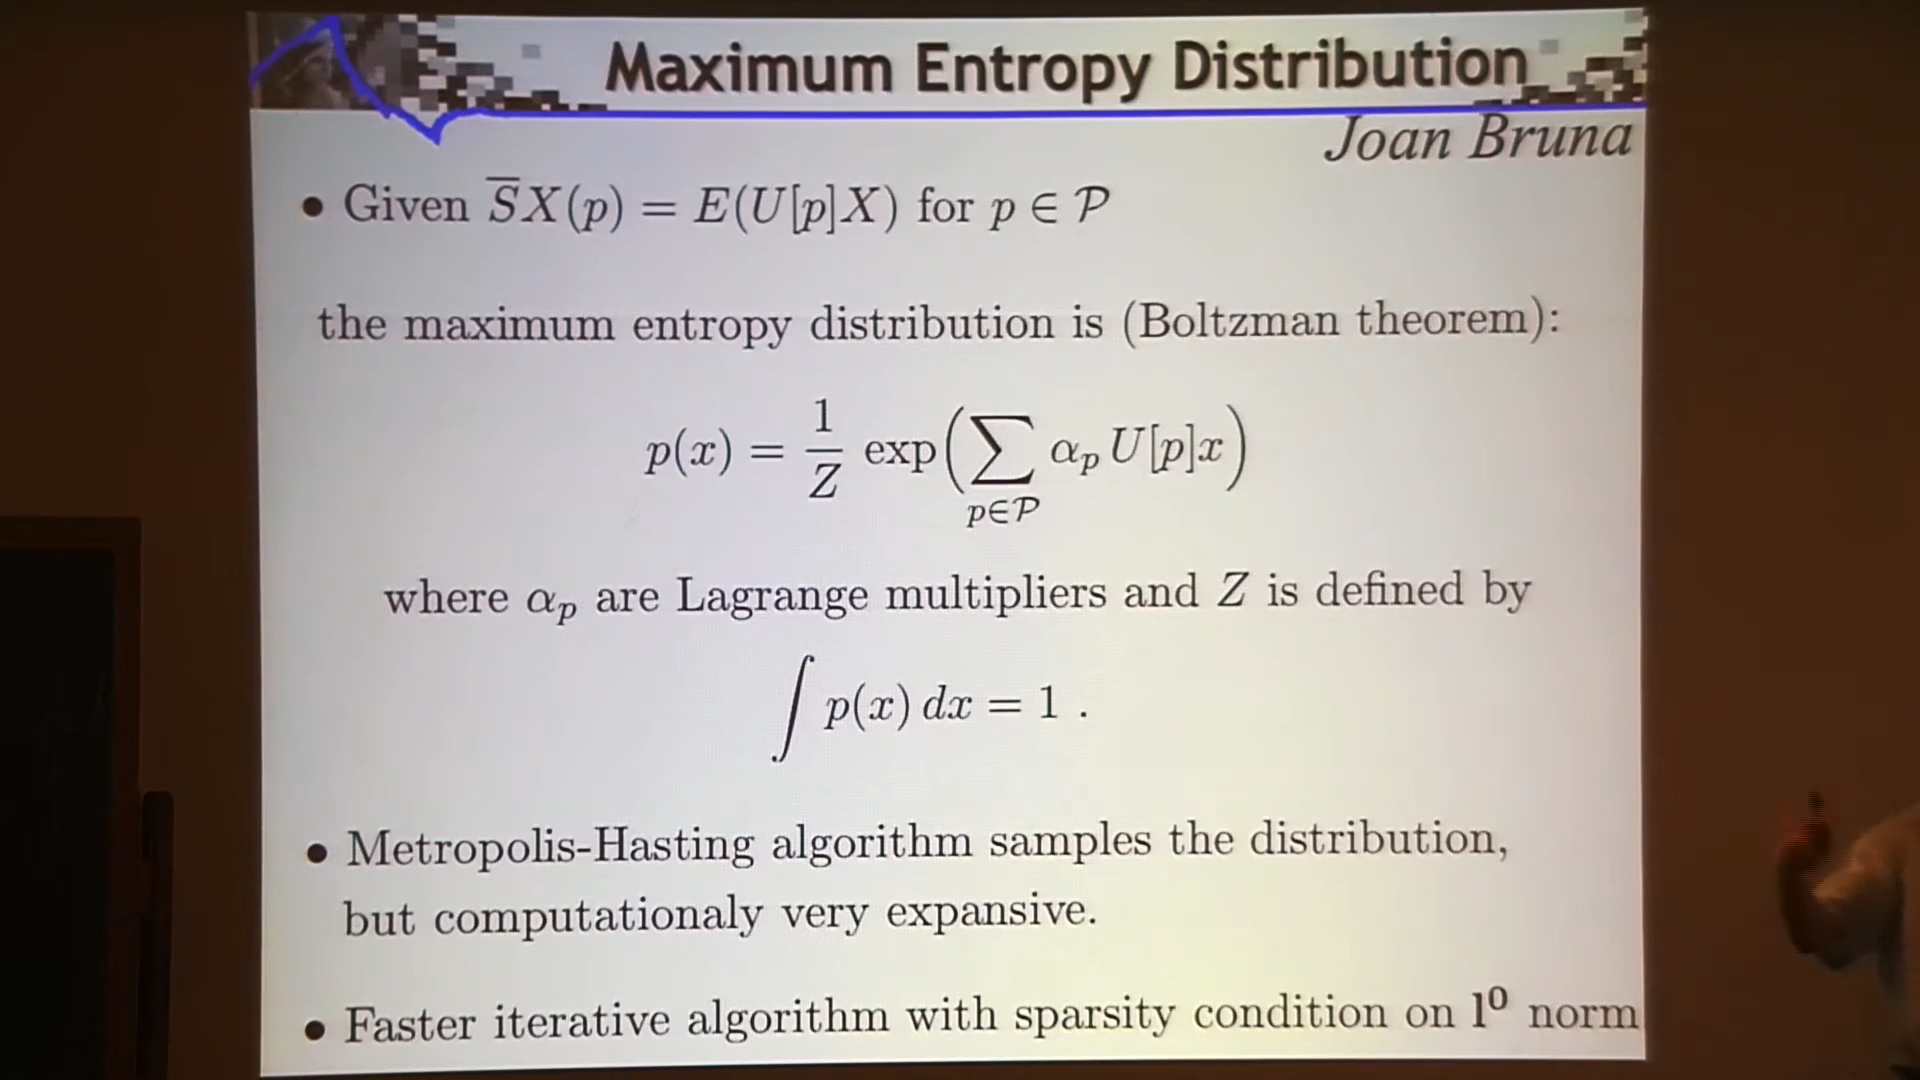 Maximum Entropy Distribution
Joan Bruna
• Given S̅X(p) = E(U[p]X) for p ∈ 𝒫
the maximum entropy distribution is (Boltzman theorem):
p(x) = 1/Z exp(∑_{p∈𝒫} α_p U[p]x)
where α_p are Lagrange multipliers and Z is defined by
∫ p(x) dx = 1 .
• Metropolis-Hasting algorithm samples the distribution,
but computationaly very expansive.
• Faster iterative algorithm with sparsity condition on l⁰ norm